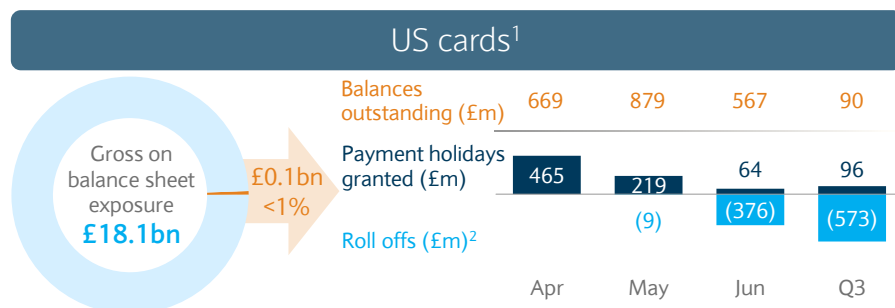 US cards1
Gross on
balance sheet
exposure
£18.1bn
£0.1bn
<1%
Balances
outstanding (£m) 669 879 567 90
Payment holidays
granted (£m) 465 219 64 96
Roll offs (£m)2 (9) (376) (573)
Apr May Jun Q3